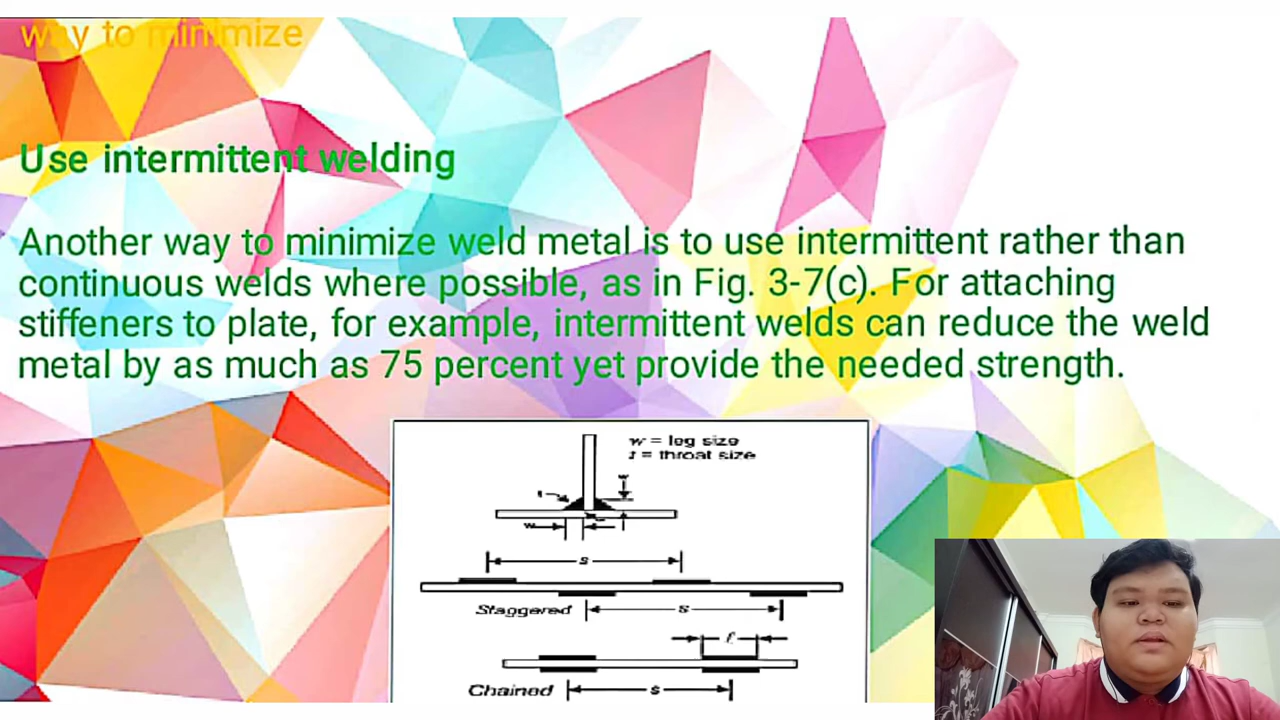 way to minimize
Use intermittent welding
Another way to minimize weld metal is to use intermittent rather than
continuous welds where possible, as in Fig. 3-7(c). For attaching
stiffeners to plate, for example, intermittent welds can reduce the weld
metal by as much as 75 percent yet provide the needed strength.
w = leg size
t = throat size
w
t
w
s
Staggered
s
ℓ
Chained
s